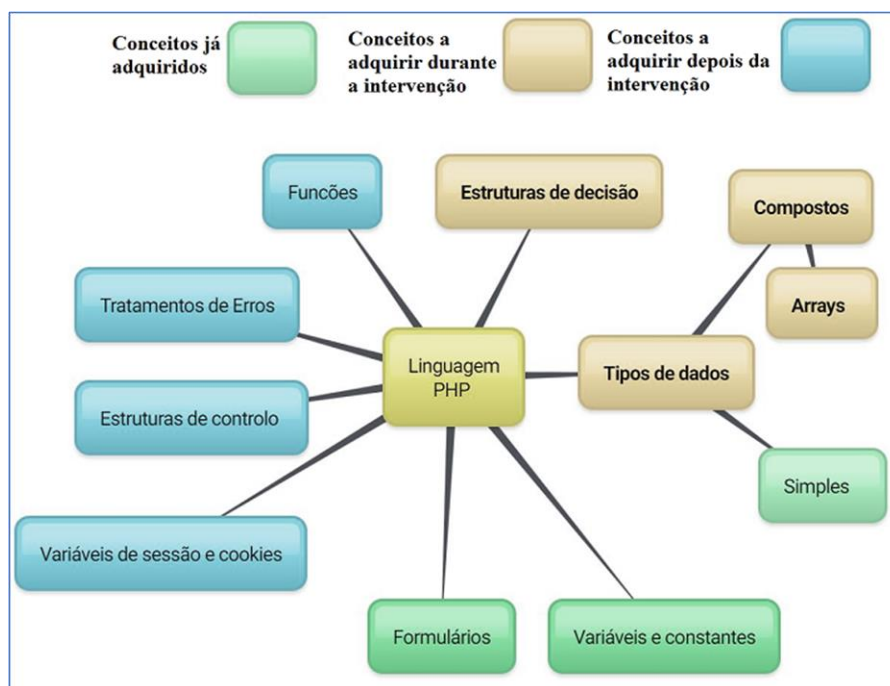 Conceitos já
adquiridos
Conceitos a
adquirir durante
a intervenção
Conceitos a
adquirir depois da
intervenção
Funcões
Estruturas de decisão
Compostos
Arrays
Tratamentos de Erros
Linguagem
PHP
Tipos de dados
Estruturas de controlo
Simples
Variáveis de sessão e cookies
Formulários
Variáveis e constantes